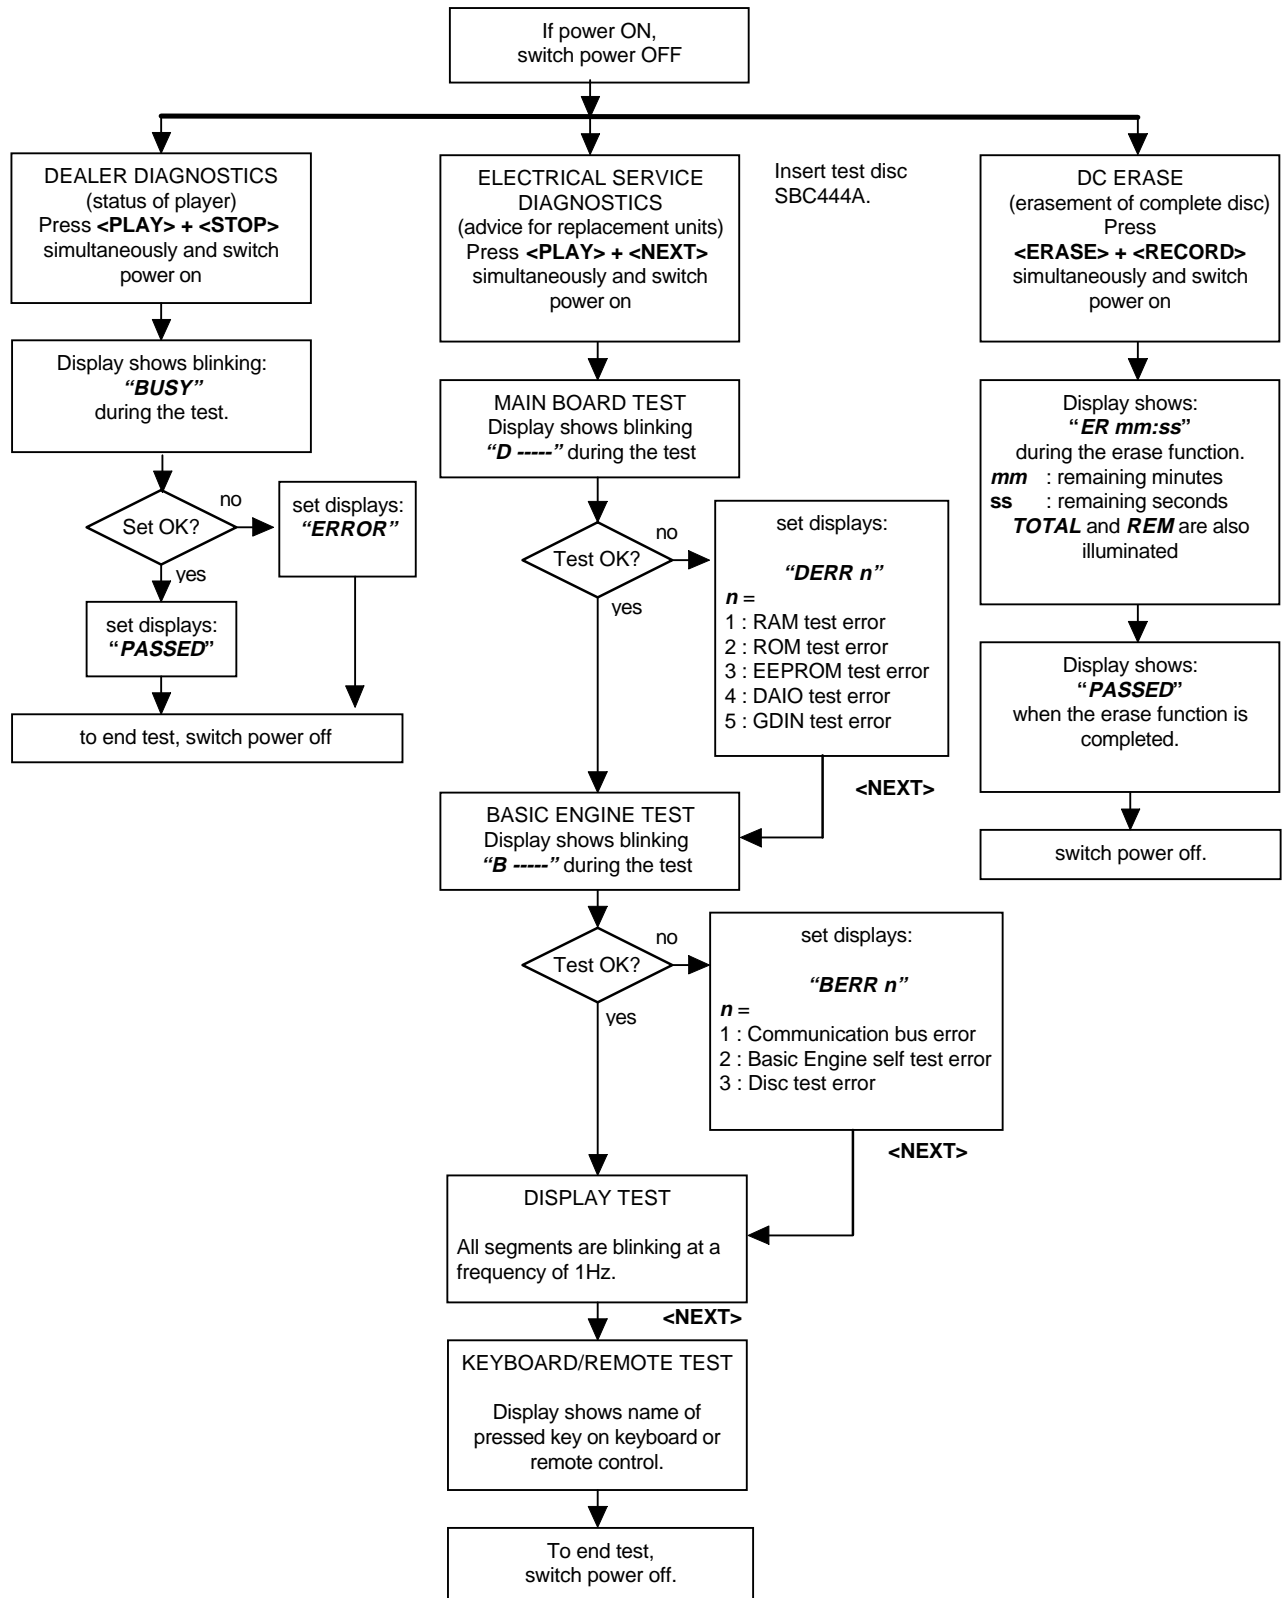 If power ON,
switch power OFF
DEALER DIAGNOSTICS
(status of player)
Press <PLAY> + <STOP>
simultaneously and switch
power on
Display shows blinking:
“BUSY”
during the test.
Set OK?
no
set displays:
“ERROR”
yes
set displays:
“PASSED”
to end test, switch power off
ELECTRICAL SERVICE
DIAGNOSTICS
(advice for replacement units)
Press <PLAY> + <NEXT>
simultaneously and switch
power on
Insert test disc
SBC444A.
MAIN BOARD TEST
Display shows blinking
“D -----” during the test
Test OK?
no
yes
set displays:
“DERR n”
n =
1 : RAM test error
2 : ROM test error
3 : EEPROM test error
4 : DAIO test error
5 : GDIN test error
<NEXT>
BASIC ENGINE TEST
Display shows blinking
“B -----” during the test
Test OK?
no
yes
set displays:
“BERR n”
n =
1 : Communication bus error
2 : Basic Engine self test error
3 : Disc test error
<NEXT>
DISPLAY TEST
All segments are blinking at a
frequency of 1Hz.
<NEXT>
KEYBOARD/REMOTE TEST
Display shows name of
pressed key on keyboard or
remote control.
To end test,
switch power off.
DC ERASE
(erasement of complete disc)
Press
<ERASE> + <RECORD>
simultaneously and switch
power on
Display shows:
“ER mm:ss”
during the erase function.
mm : remaining minutes
ss : remaining seconds
TOTAL and REM are also
illuminated
Display shows:
“PASSED”
when the erase function is
completed.
switch power off.